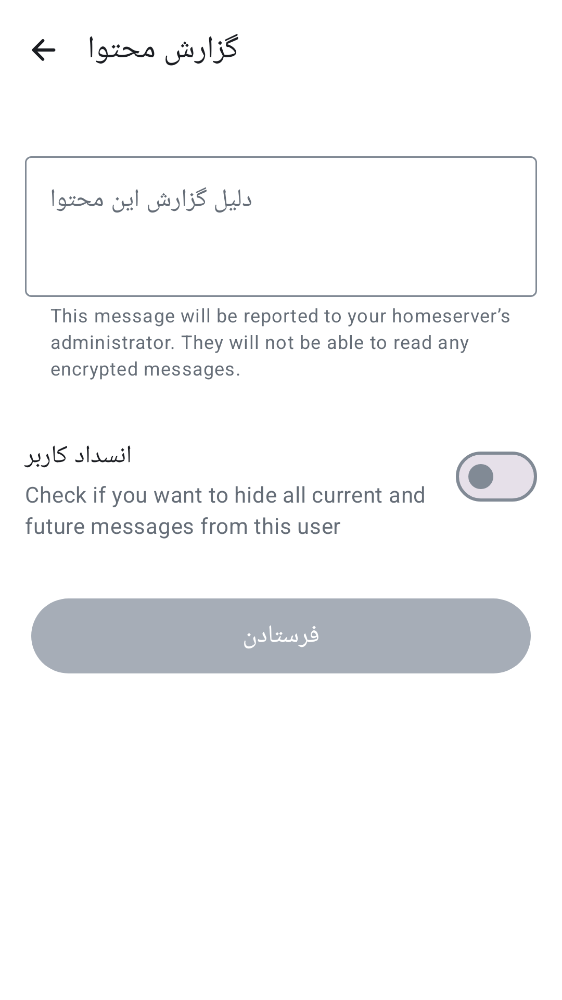 گزارش محتوا
دلیل گزارش این محتوا
This message will be reported to your homeserver’s
administrator. They will not be able to read any
encrypted messages.
انسداد کاربر
Check if you want to hide all current and
future messages from this user
فرستادن